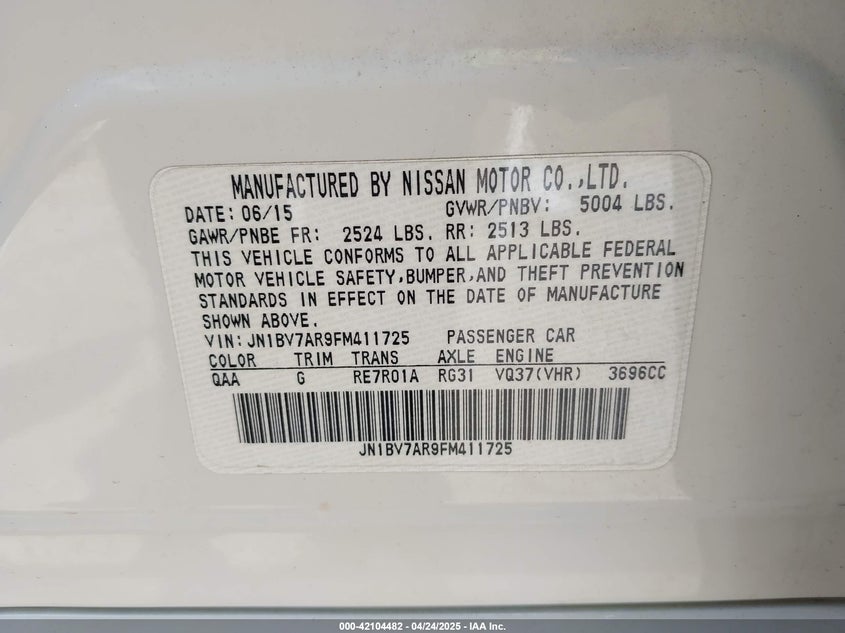 MANUFACTURED BY NISSAN MOTOR CO.,LTD.
DATE: 06/15 GVWR/PNBV: 5004 LBS.
GAWR/PNBE FR: 2524 LBS. RR: 2513 LBS.
THIS VEHICLE CONFORMS TO ALL APPLICABLE FEDERAL
MOTOR VEHICLE SAFETY,BUMPER,AND THEFT PREVENTION
STANDARDS IN EFFECT ON THE DATE OF MANUFACTURE
SHOWN ABOVE.
VIN:JN1BV7AR9FM411725 PASSENGER CAR
COLOR TRIM TRANS AXLE ENGINE
QAA G RE7R01A RG31 VQ37(VHR) 3696CC
JN1BV7AR9FM411725
000-42104482 - 04/24/2025 - IAA Inc.